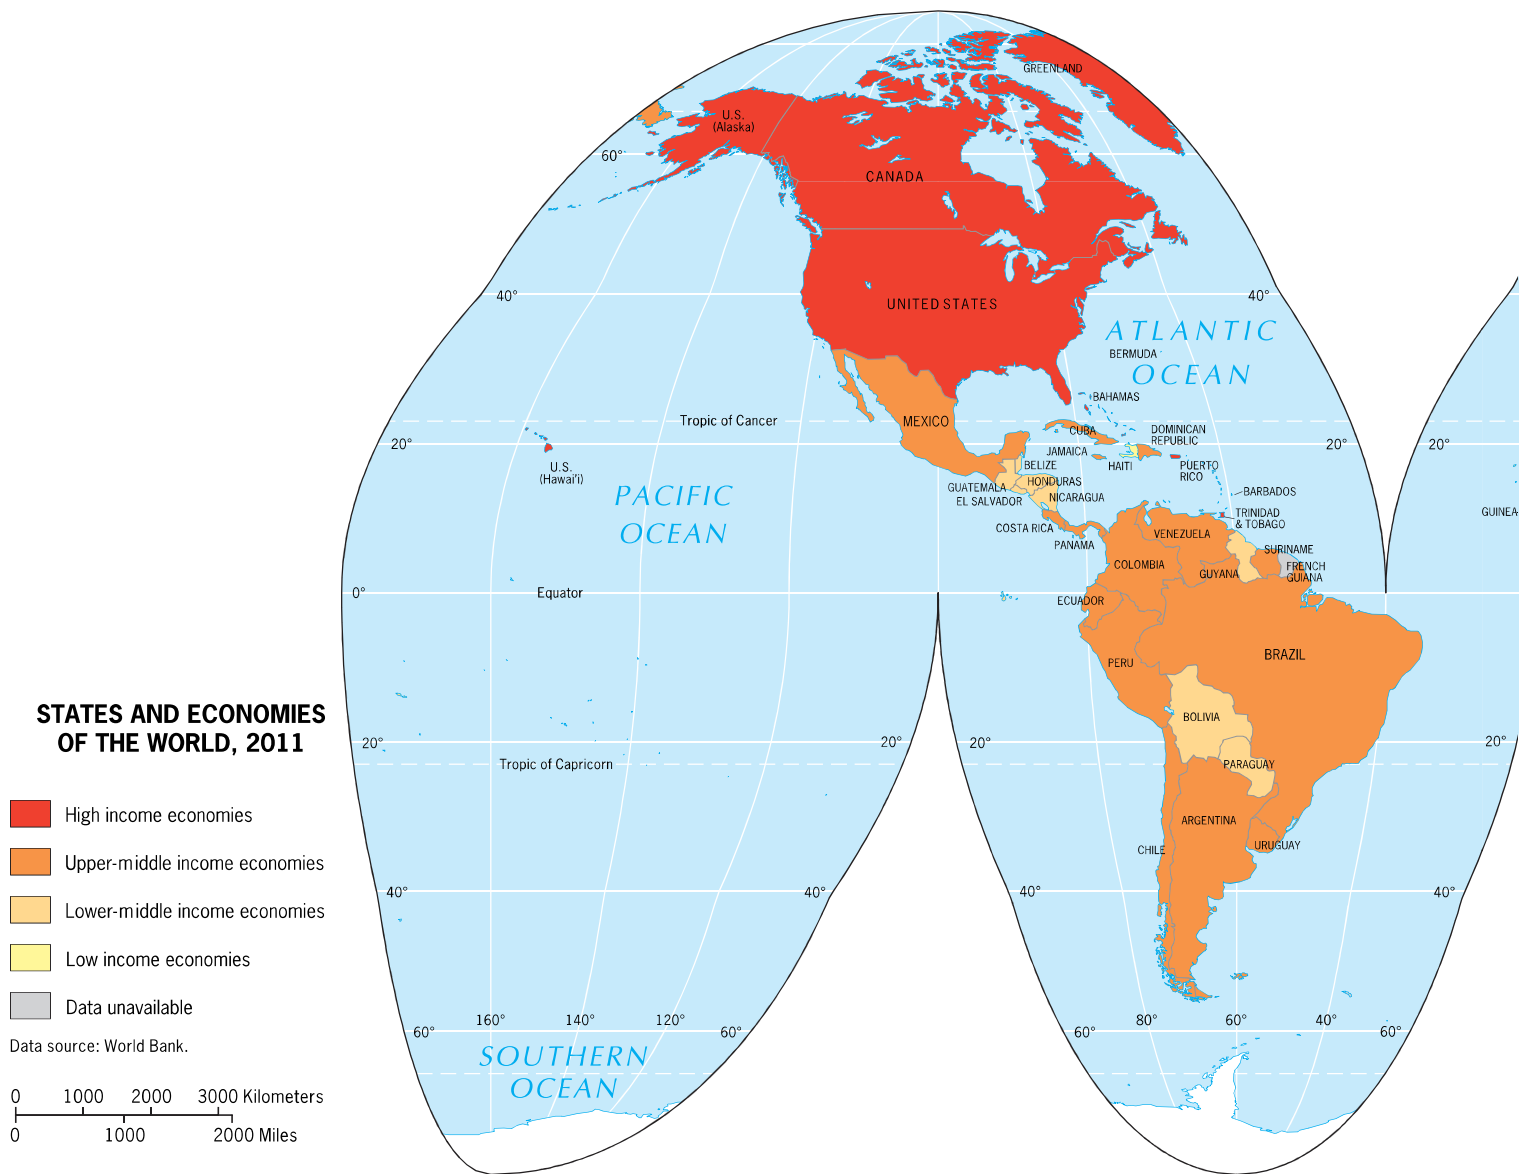 GREENLAND
U.S.
(Alaska)
60°
CANADA
40°
UNITED STATES
40°
ATLANTIC
OCEAN
BERMUDA
BAHAMAS
Tropic of Cancer
MEXICO
CUBA
DOMINICAN
REPUBLIC
20°
20°
20°
JAMAICA
HAITI
PUERTO
RICO
BELIZE
U.S.
(Hawai'i)
HONDURAS
GUATEMALA
NICARAGUA
EL SALVADOR
BARBADOS
PACIFIC
OCEAN
TRINIDAD
& TOBAGO
GUINEA-
COSTA RICA
PANAMA
VENEZUELA
SURINAME
COLOMBIA
GUYANA
FRENCH
GUIANA
0°
Equator
ECUADOR
PERU
BRAZIL
BOLIVIA
20°
20°
20°
20°
Tropic of Capricorn
PARAGUAY
ARGENTINA
CHILE
URUGUAY
40°
40°
40°
40°
160°
140°
120°
80°
60°
40°
60°
60°
60°
60°
SOUTHERN
OCEAN
STATES AND ECONOMIES
OF THE WORLD, 2011
High income economies
Upper-middle income economies
Lower-middle income economies
Low income economies
Data unavailable
Data source: World Bank.
0 1000 2000 3000 Kilometers
0 1000 2000 Miles